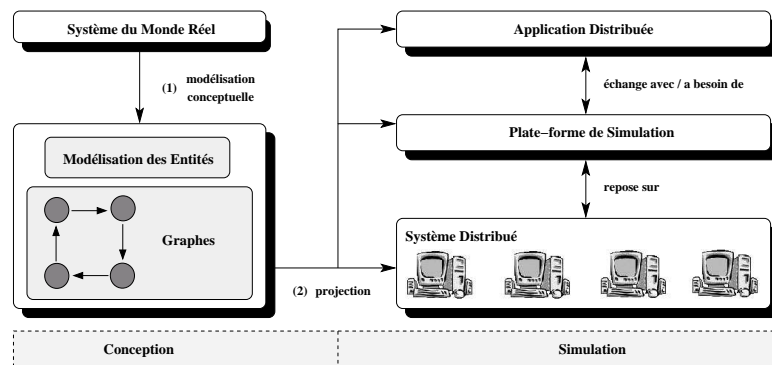 Système du Monde Réel
(1) modélisation
conceptuelle
Modélisation des Entités
Graphes
(2) projection
Application Distribuée
échange avec / a besoin de
Plate−forme de Simulation
repose sur
Système Distribué
Conception
Simulation